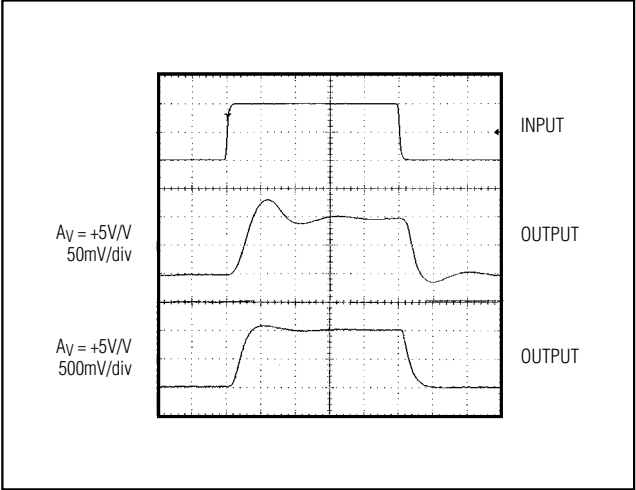 INPUT
AV = +5V/V
50mV/div
OUTPUT
AV = +5V/V
500mV/div
OUTPUT